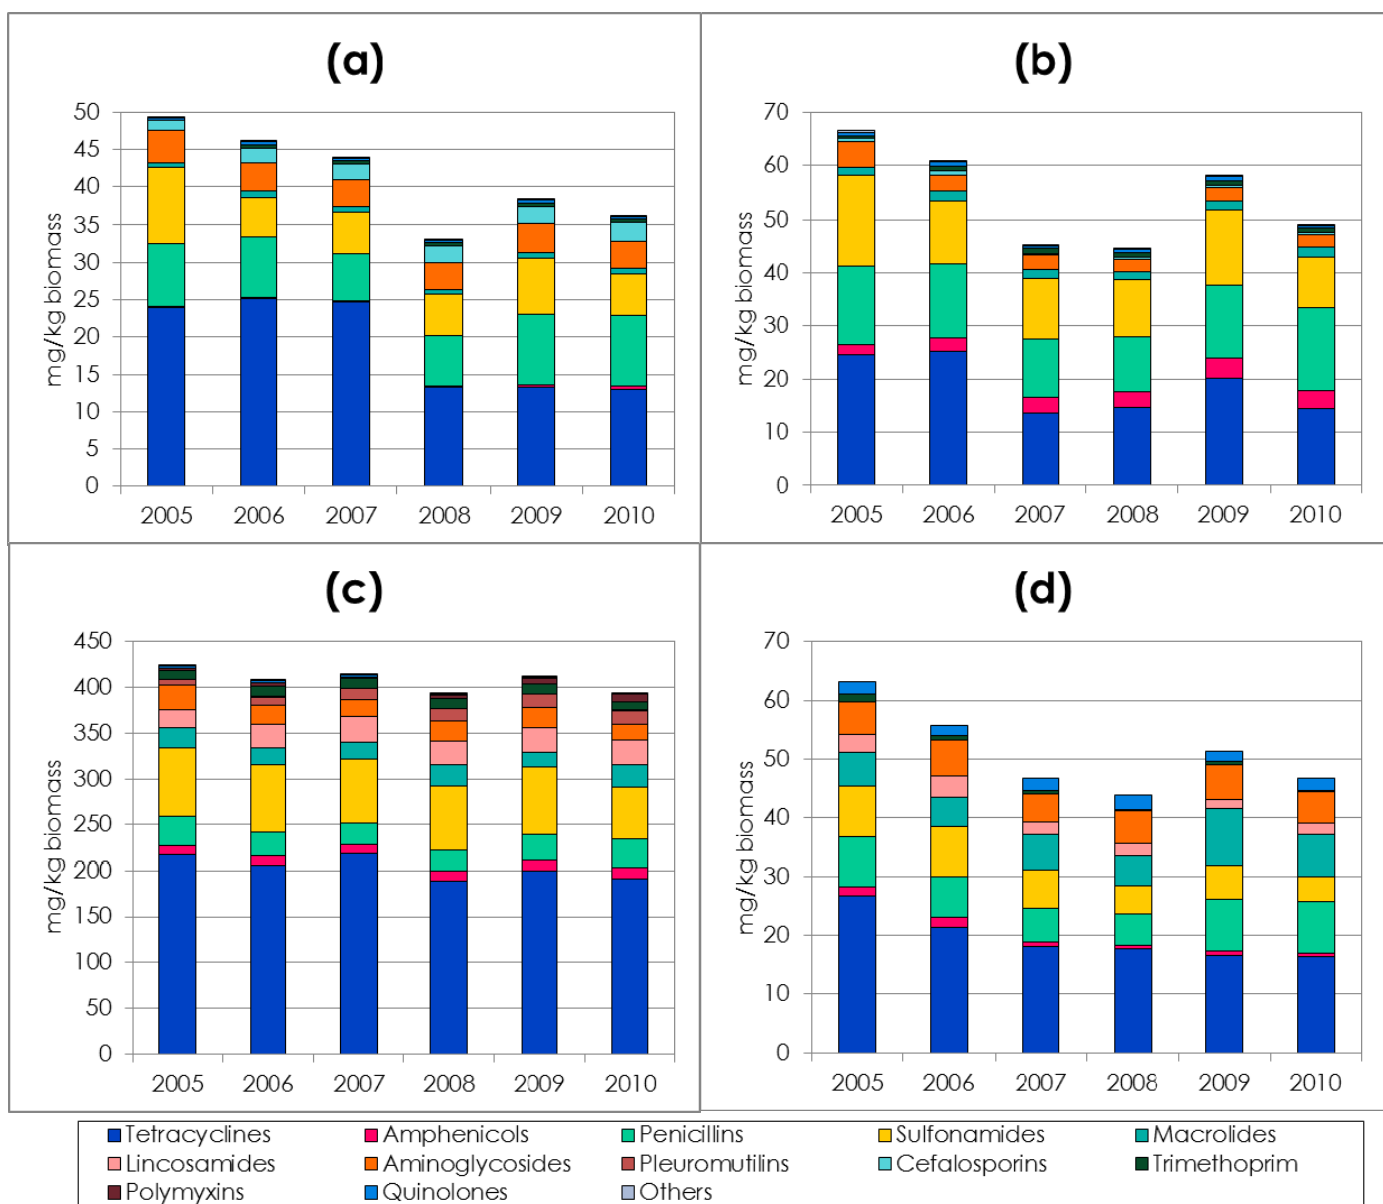 (a)
50
45
40
35
30
25
20
15
10
5
0
mg/kg biomass
2005 2006 2007 2008 2009 2010
(b)
70
60
50
40
30
20
10
0
mg/kg biomass
2005 2006 2007 2008 2009 2010
(c)
450
400
350
300
250
200
150
100
50
0
mg/kg biomass
2005 2006 2007 2008 2009 2010
(d)
70
60
50
40
30
20
10
0
mg/kg biomass
2005 2006 2007 2008 2009 2010
Tetracyclines Amphenicols Penicillins Sulfonamides Macrolides
Lincosamides Aminoglycosides Pleuromutilins Cefalosporins Trimethoprim
Polymyxins Quinolones Others